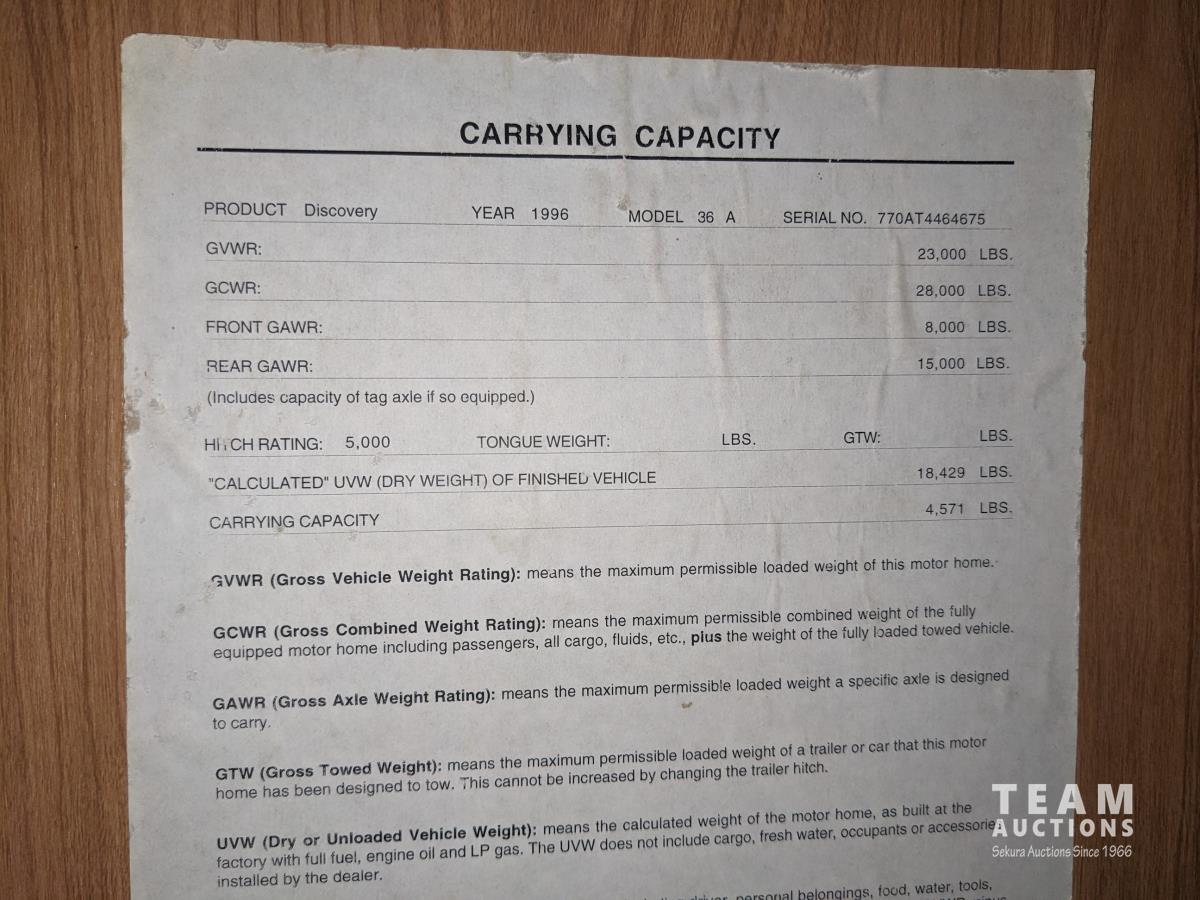 CARRYING CAPACITY
PRODUCT Discovery YEAR 1996 MODEL 36 A SERIAL NO. 770AT4464675
GVWR: 23,000 LBS.
GCWR: 28,000 LBS.
FRONT GAWR: 8,000 LBS.
REAR GAWR: 15,000 LBS.
(Includes capacity of tag axle if so equipped.)
HITCH RATING: 5,000 TONGUE WEIGHT: LBS. GTW: LBS.
"CALCULATED" UVW (DRY WEIGHT) OF FINISHED VEHICLE 18,429 LBS.
CARRYING CAPACITY 4,571 LBS.
GVWR (Gross Vehicle Weight Rating): means the maximum permissible loaded weight of this motor home.
GCWR (Gross Combined Weight Rating): means the maximum permissible combined weight of the fully
equipped motor home including passengers, all cargo, fluids, etc., plus the weight of the fully loaded towed vehicle.
GAWR (Gross Axle Weight Rating): means the maximum permissible loaded weight a specific axle is designed
to carry.
GTW (Gross Towed Weight): means the maximum permissible loaded weight of a trailer or car that this motor
home has been designed to tow. This cannot be increased by changing the trailer hitch.
UVW (Dry or Unloaded Vehicle Weight): means the calculated weight of the motor home, as built at the
factory with full fuel, engine oil and LP gas. The UVW does not include cargo, fresh water, occupants or accessorie
installed by the dealer.
driver, personal belongings, food, water, tools,
TEAM
AUCTIONS
Sekura Auctions Since 1966